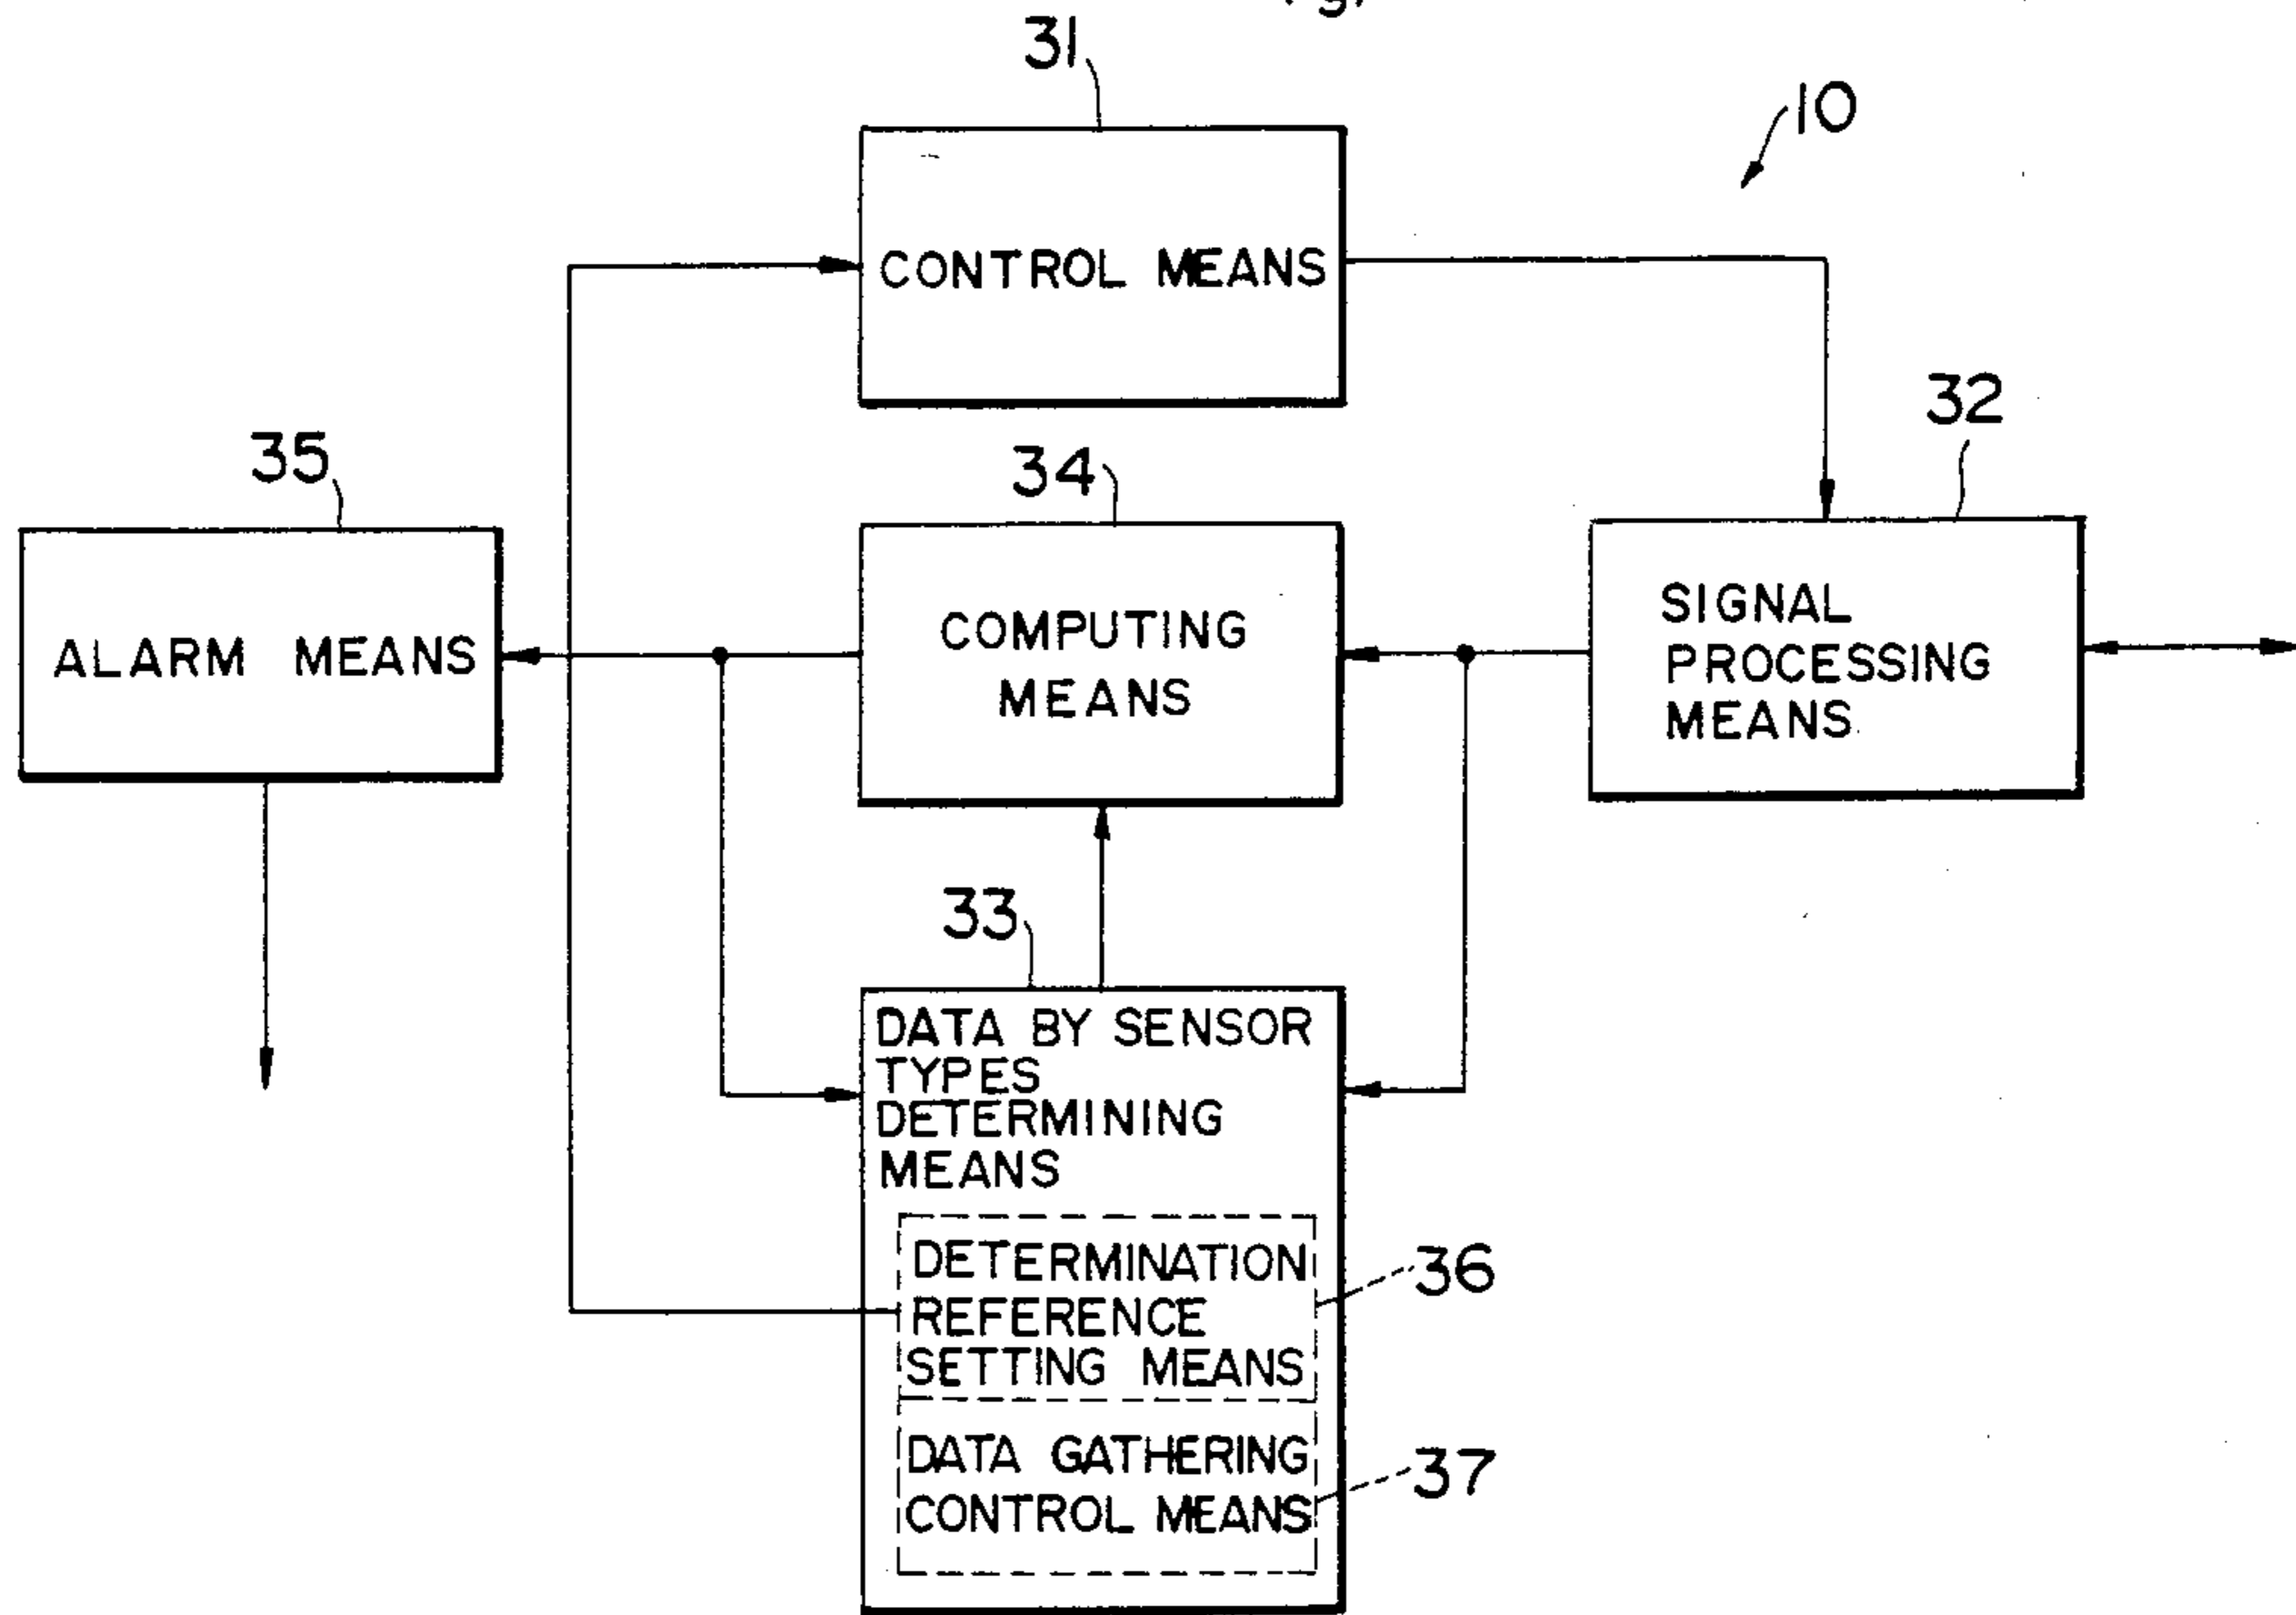 31
10
CONTROL MEANS
32
35
34
ALARM MEANS
COMPUTING
MEANS
SIGNAL
PROCESSING
MEANS
33
DATA BY SENSOR
TYPES
DETERMINING
MEANS
DETERMINATION
REFERENCE
SETTING MEANS
36
DATA GATHERING
CONTROL MEANS
37